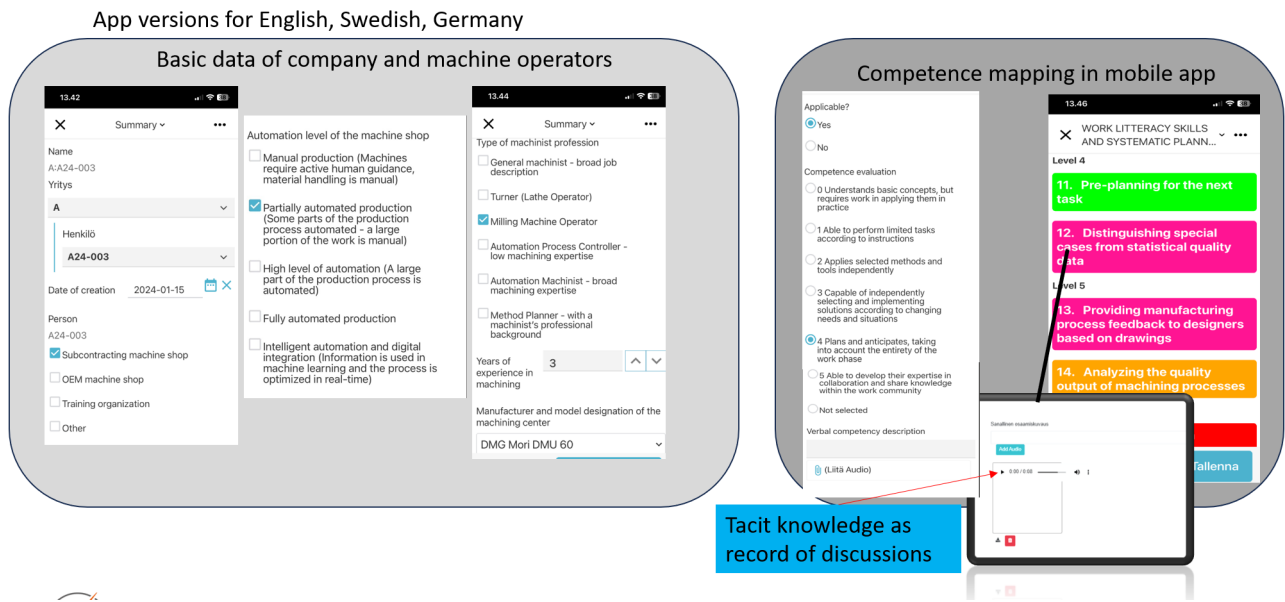 App versions for English, Swedish, Germany
Basic data of company and machine operators
13.42
Summary
Name
A:A24-003
Yritys
A
Henkilö
A24-003
Date of creation 2024-01-15
Person
A24-003
Subcontracting machine shop
OEM machine shop
Training organization
Other
Automation level of the machine shop
Manual production (Machines
require active human guidance,
material handling is manual)
Partially automated production
(Some parts of the production
process automated - a large
portion of the work is manual)
High level of automation (A large
part of the production process is
automated)
Fully automated production
Intelligent automation and digital
integration (Information is used in
machine learning and the process is
optimized in real-time)
13.44
Summary
Type of machinist profession
General machinist - broad job
description
Turner (Lathe Operator)
Milling Machine Operator
Automation Process Controller -
low machining expertise
Automation Machinist - broad
machining expertise
Method Planner - with a
machinist's professional
background
Years of
experience in
machining
3
Manufacturer and model designation of the
machining center
DMG Mori DMU 60
Competence mapping in mobile app
Applicable?
Yes
No
Competence evaluation
0 Understands basic concepts, but
requires work in applying them in
practice
1 Able to perform limited tasks
according to instructions
2 Applies selected methods and
tools independently
3 Capable of independently
selecting and implementing
solutions according to changing
needs and situations
4 Plans and anticipates, taking
into account the entirety of the
work phase
5 Able to develop their expertise in
collaboration and share knowledge
within the work community
Not selected
Verbal competency description
(Liitä Audio)
13.46
WORK LITTERACY SKILLS
AND SYSTEMATIC PLANN...
Level 4
11. Pre-planning for the next
task
12. Distinguishing special
cases from statistical quality
data
Level 5
13. Providing manufacturing
process feedback to designers
based on drawings
14. Analyzing the quality
output of machining processes
Tallenna
Sanallinen osaamiskuvaus
Add Audio
0:00 / 0:00
Tacit knowledge as
record of discussions